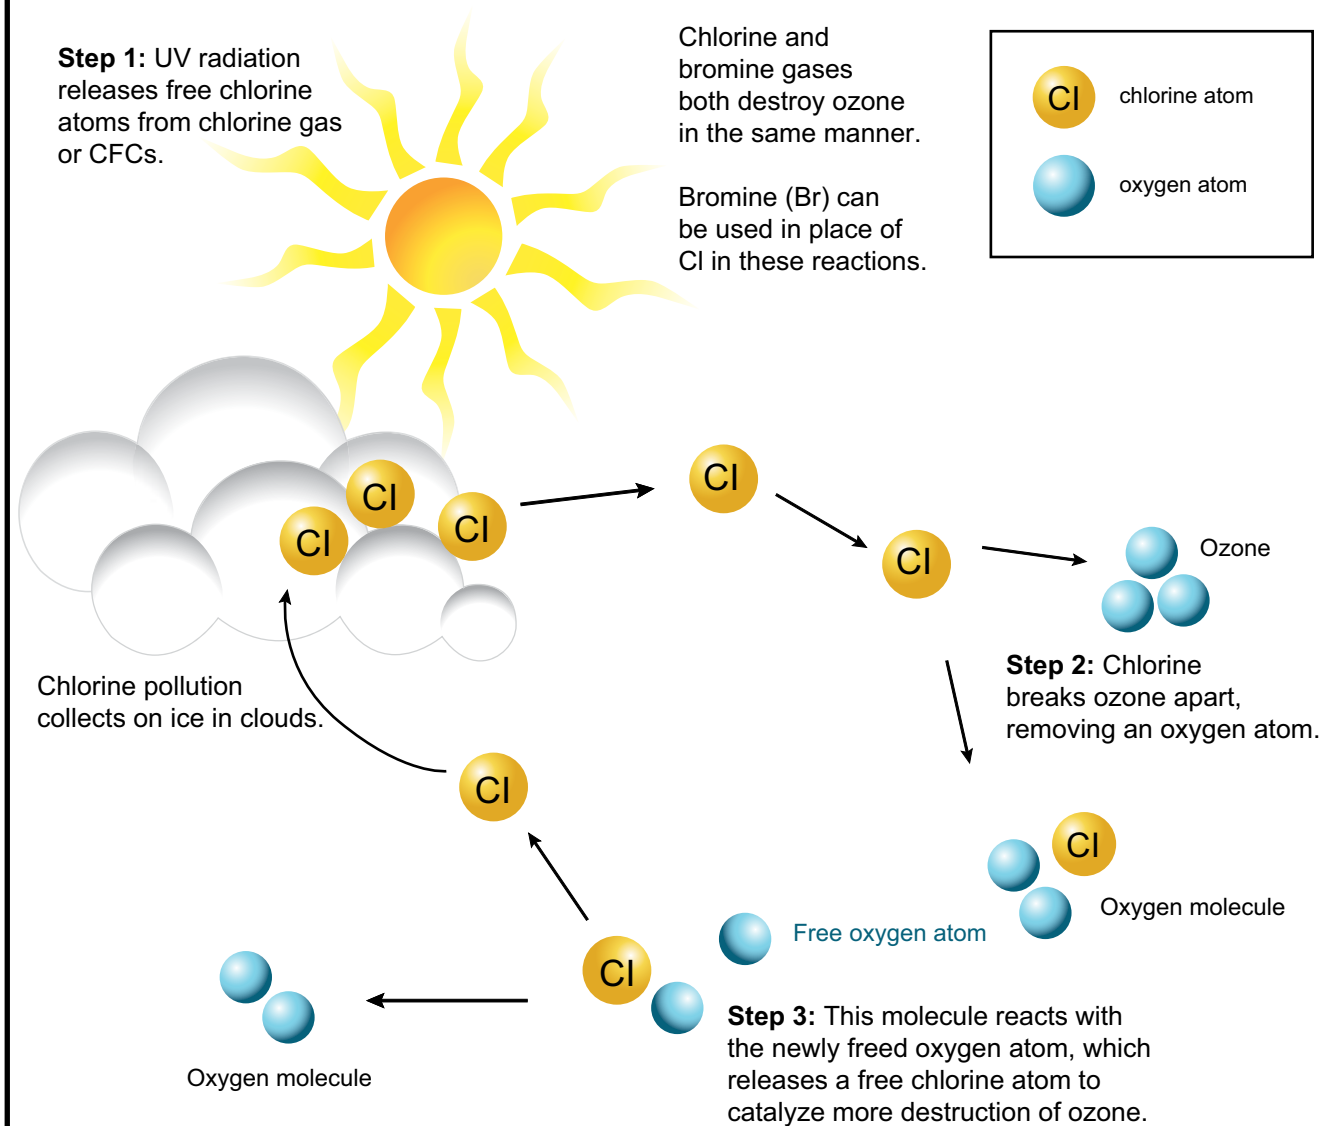 Step 1: UV radiation
releases free chlorine
atoms from chlorine gas
or CFCs.
Chlorine and
bromine gases
both destroy ozone
in the same manner.
Bromine (Br) can
be used in place of
Cl in these reactions.
Cl
chlorine atom
oxygen atom
Cl
Cl
Cl
Cl
Cl
Ozone
Step 2: Chlorine
breaks ozone apart,
removing an oxygen atom.
Chlorine pollution
collects on ice in clouds.
Cl
Cl
Oxygen molecule
Free oxygen atom
Cl
Oxygen molecule
Step 3: This molecule reacts with
the newly freed oxygen atom, which
releases a free chlorine atom to
catalyze more destruction of ozone.